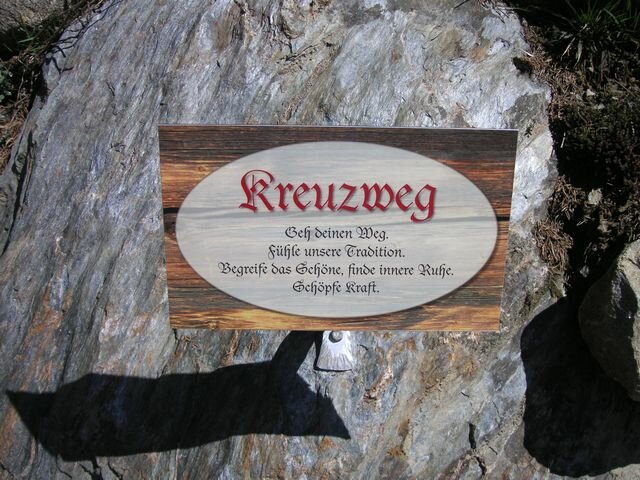 Kreuzweg
Geh deinen Weg.
Fühle unsere Tradition.
Begreife das Schöne, finde innere Ruhe.
Schöpfe Kraft.